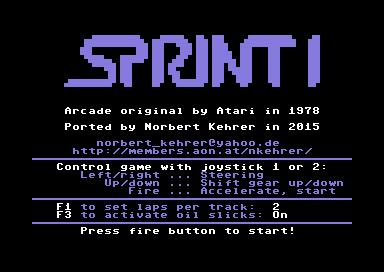 SPRINT 1
Arcade original by Atari in 1978
Ported by Norbert Kehrer in 2015
norbert_kehrer@yahoo.de
http://members.aon.at/nkehrer/
Control game with joystick 1 or 2:
Left/right ... Steering
Up/down ... Shift gear up/down
Fire ... Accelerate, start
F1 to set laps per track: 2
F3 to activate oil slicks: On
Press fire button to start!